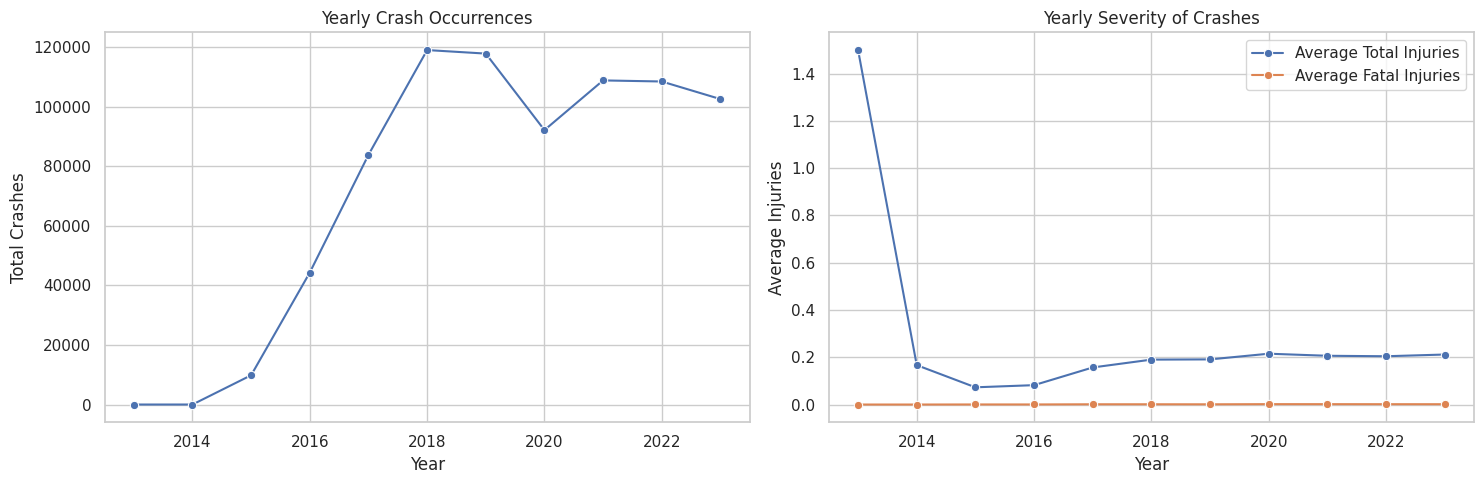 Yearly Crash Occurrences
120000
100000
80000
60000
40000
20000
0
Total Crashes
2014 2016 2018 2020 2022
Year
Yearly Severity of Crashes
Average Total Injuries
Average Fatal Injuries
1.4
1.2
1.0
0.8
0.6
0.4
0.2
0.0
Average Injuries
2014 2016 2018 2020 2022
Year